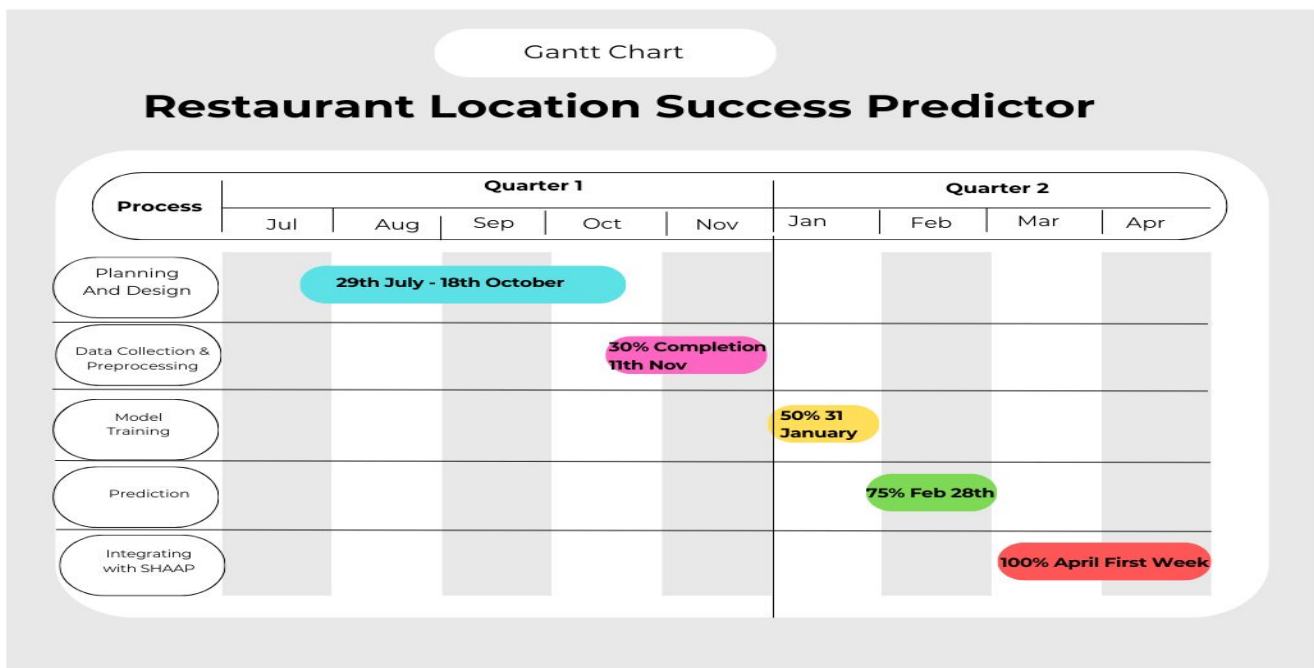 Gantt Chart
Restaurant Location Success Predictor
Process
Quarter 1
Quarter 2
Jul
Aug
Sep
Oct
Nov
Jan
Feb
Mar
Apr
Planning
And Design
29th July - 18th October
Data Collection &
Preprocessing
30% Completion
11th Nov
Model
Training
50% 31
January
Prediction
75% Feb 28th
Integrating
with SHAAP
100% April First Week